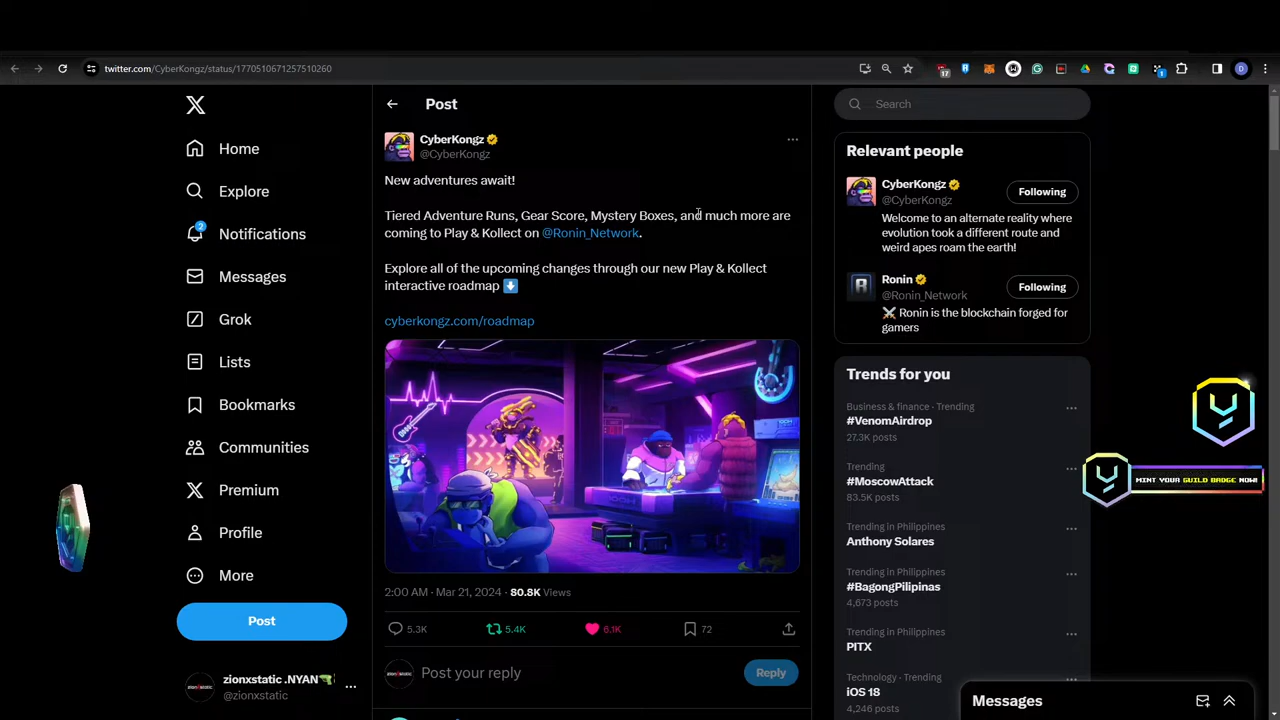 twitter.com/CyberKongz/status/1770510671257510260
17
1
D
Home
Explore
2
Notifications
Messages
Grok
Lists
Bookmarks
Communities
Premium
Profile
More
Post
zionxstatic .NYAN
@zionxstatic
Post
CyberKongz
@CyberKongz
New adventures await!
Tiered Adventure Runs, Gear Score, Mystery Boxes, and much more are
coming to Play & Kollect on @Ronin_Network.
Explore all of the upcoming changes through our new Play & Kollect
interactive roadmap ⬇️
cyberkongz.com/roadmap
2:00 AM · Mar 21, 2024 · 80.8K Views
5.3K
5.4K
6.1K
72
Post your reply
Reply
Search
Relevant people
CyberKongz
@CyberKongz
Following
Welcome to an alternate reality where
evolution took a different route and
weird apes roam the earth!
Ronin
@Ronin_Network
Following
⚔️ Ronin is the blockchain forged for
gamers
Trends for you
Business & finance · Trending
#VenomAirdrop
27.3K posts
Trending
#MoscowAttack
83.5K posts
Trending in Philippines
Anthony Solares
Trending in Philippines
#BagongPilipinas
4,673 posts
Trending in Philippines
PITX
Technology · Trending
iOS 18
4,246 posts
Messages
MINT YOUR GUILD BADGE NOW!